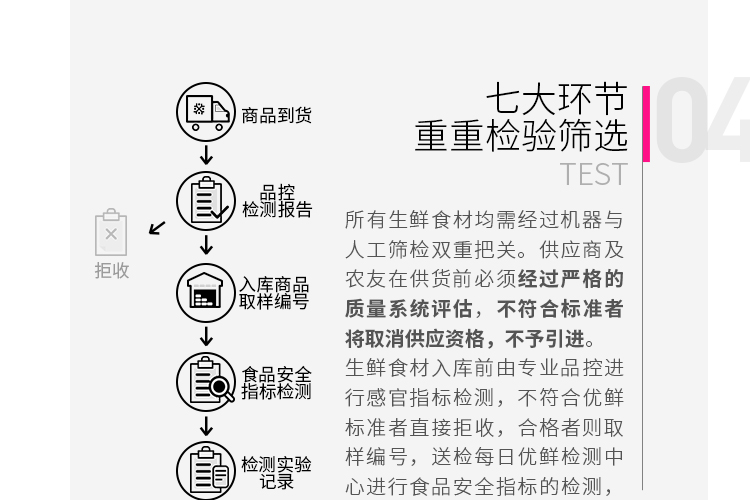 04
七大环节
重重检验筛选
TEST
商品到货
品控
检测报告
拒收
入库商品
取样编号
食品安全
指标检测
检测实验
记录
所有生鲜食材均需经过机器与
人工筛检双重把关。供应商及
农友在供货前必须经过严格的
质量系统评估，不符合标准者
将取消供应资格，不予引进。
生鲜食材入库前由专业品控进
行感官指标检测，不符合优鲜
标准者直接拒收，合格者则取
样编号，送检每日优鲜检测中
心进行食品安全指标的检测，